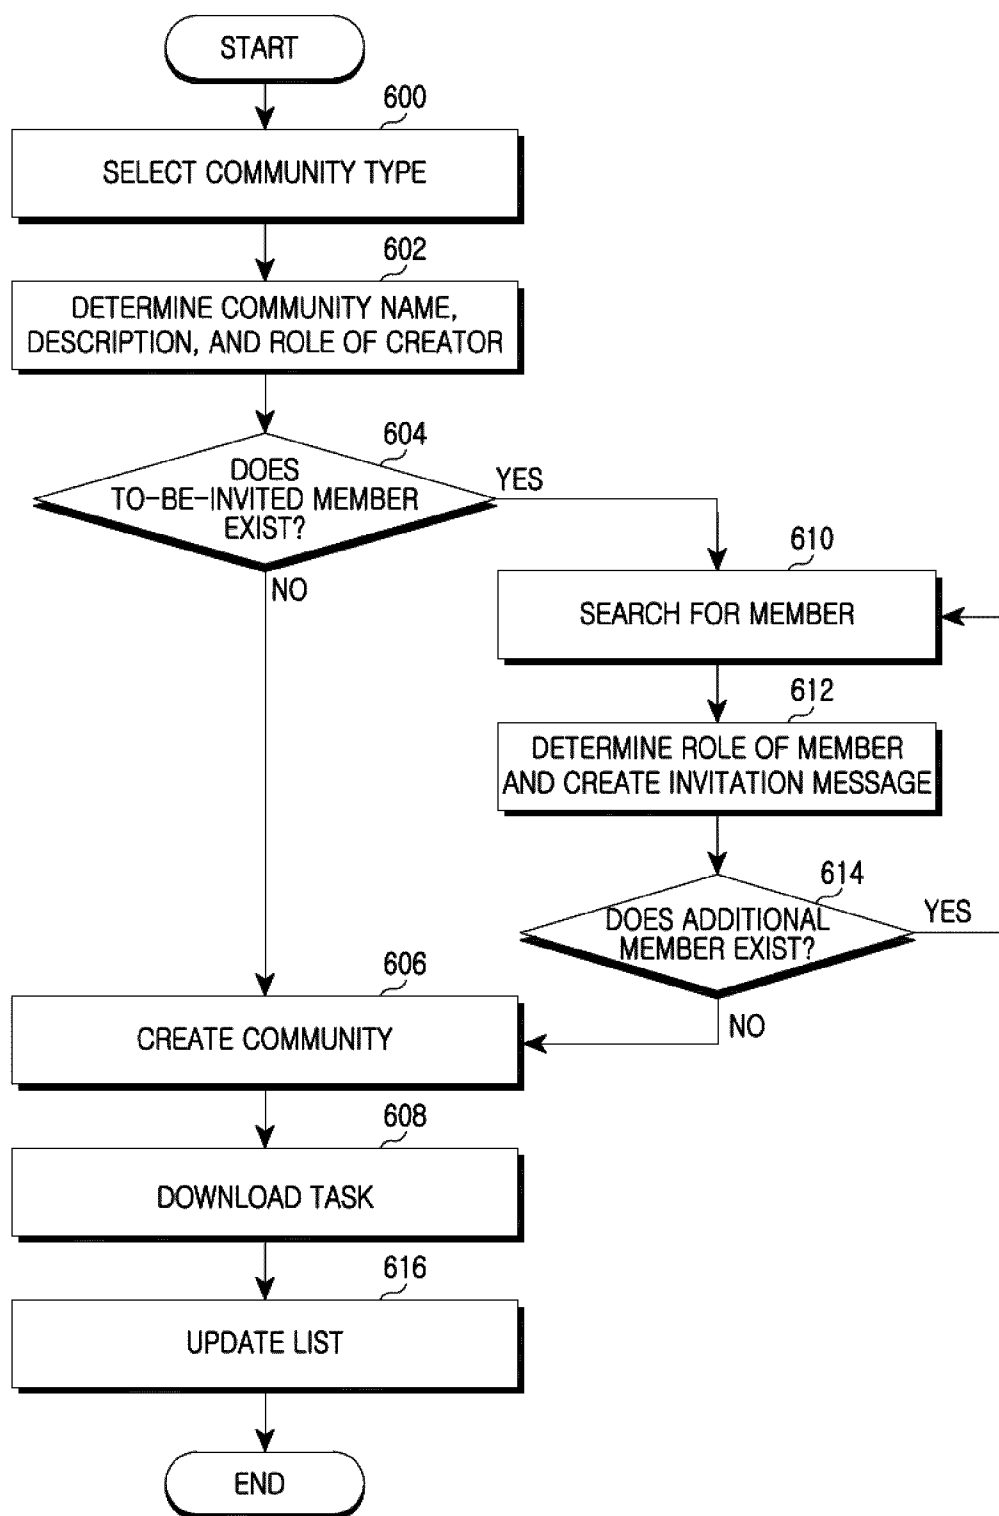 START
600
SELECT COMMUNITY TYPE
602
DETERMINE COMMUNITY NAME,
DESCRIPTION, AND ROLE OF CREATOR
604
DOES
TO-BE-INVITED MEMBER
EXIST?
YES
NO
610
SEARCH FOR MEMBER
612
DETERMINE ROLE OF MEMBER
AND CREATE INVITATION MESSAGE
614
DOES ADDITIONAL
MEMBER EXIST?
YES
NO
606
CREATE COMMUNITY
608
DOWNLOAD TASK
616
UPDATE LIST
END